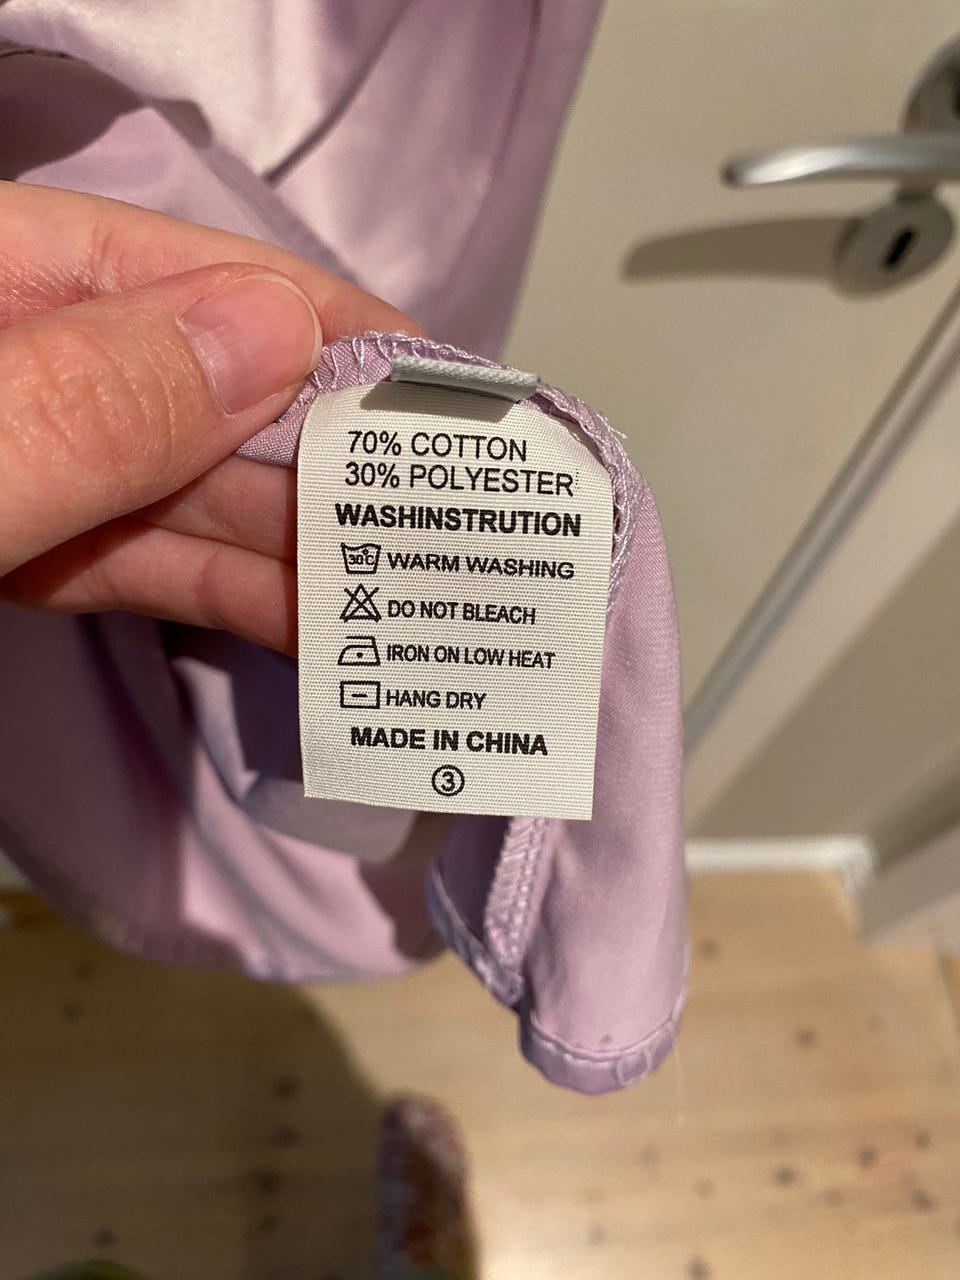 70% COTTON
30% POLYESTER
WASHINSTRUTION
30°C WARM WASHING
DO NOT BLEACH
IRON ON LOW HEAT
HANG DRY
MADE IN CHINA
3